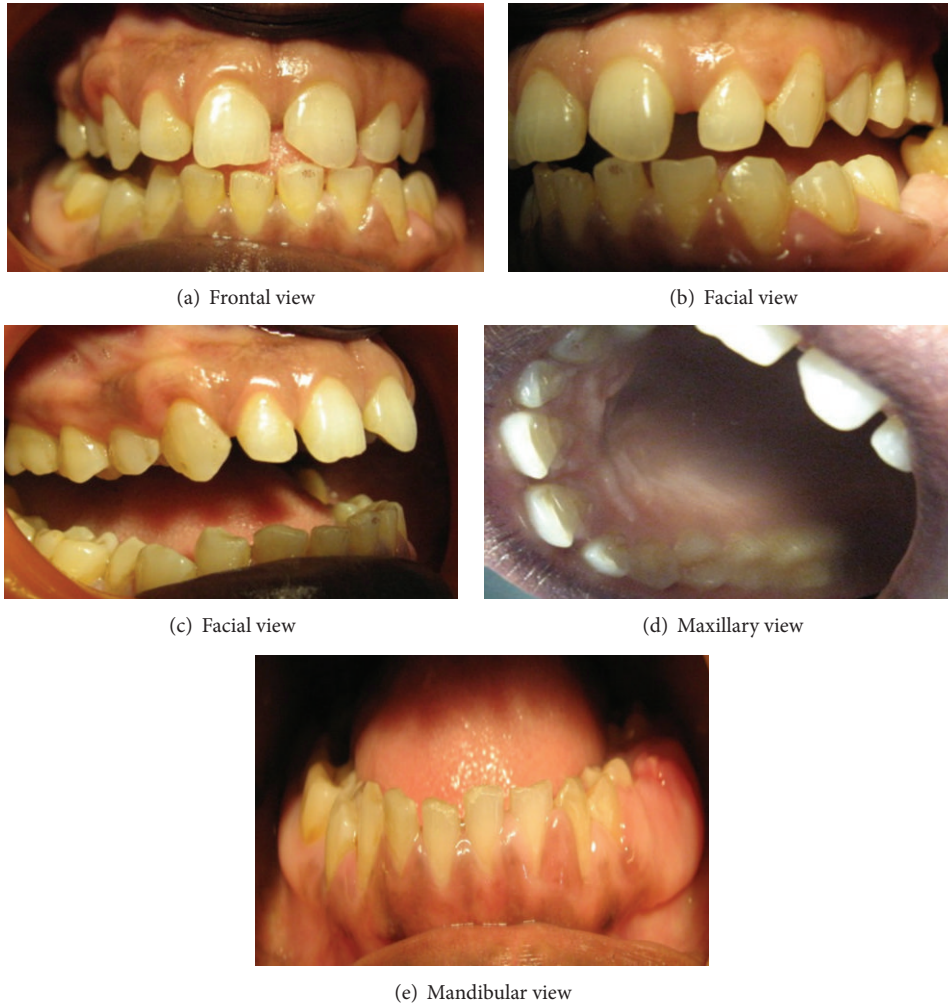 (a) Frontal view
(b) Facial view
(c) Facial view
(d) Maxillary view
(e) Mandibular view